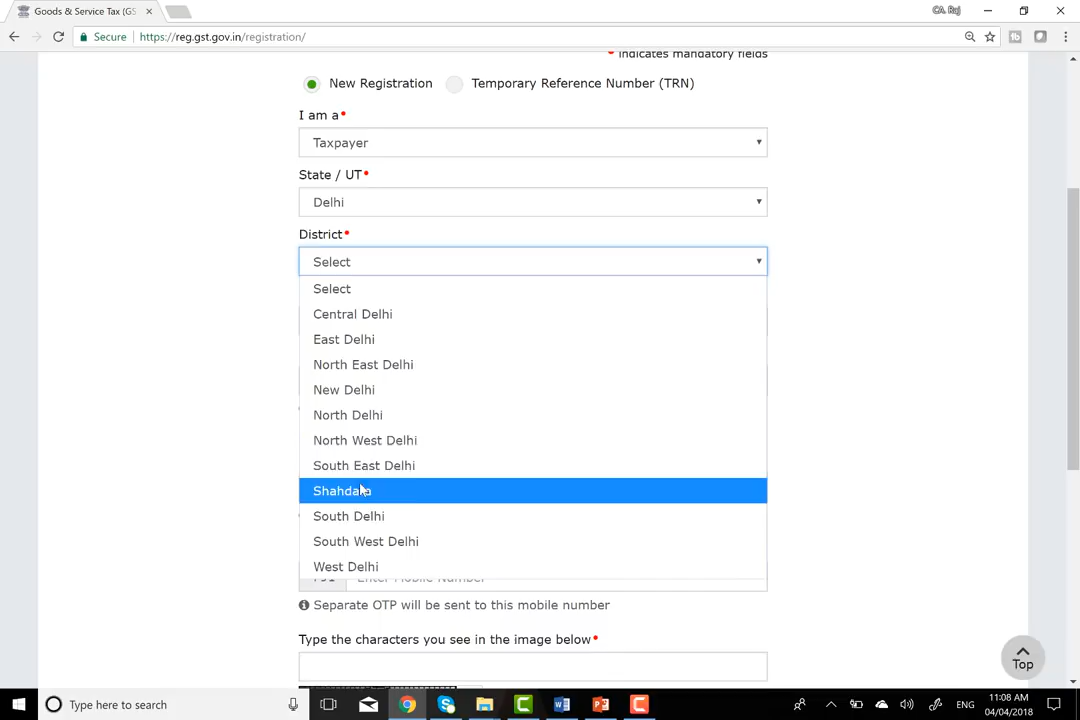 Goods & Service Tax (GS
CA. Raj
Secure
https://reg.gst.gov.in/registration/
• indicates mandatory fields
New Registration
Temporary Reference Number (TRN)
I am a•
Taxpayer
State / UT•
Delhi
District•
Select
Select
Central Delhi
East Delhi
North East Delhi
New Delhi
North Delhi
North West Delhi
South East Delhi
Shahdara
South Delhi
South West Delhi
West Delhi
Enter Mobile Number
Separate OTP will be sent to this mobile number
Type the characters you see in the image below•
Top
Type here to search
ENG
11:08 AM
04/04/2018